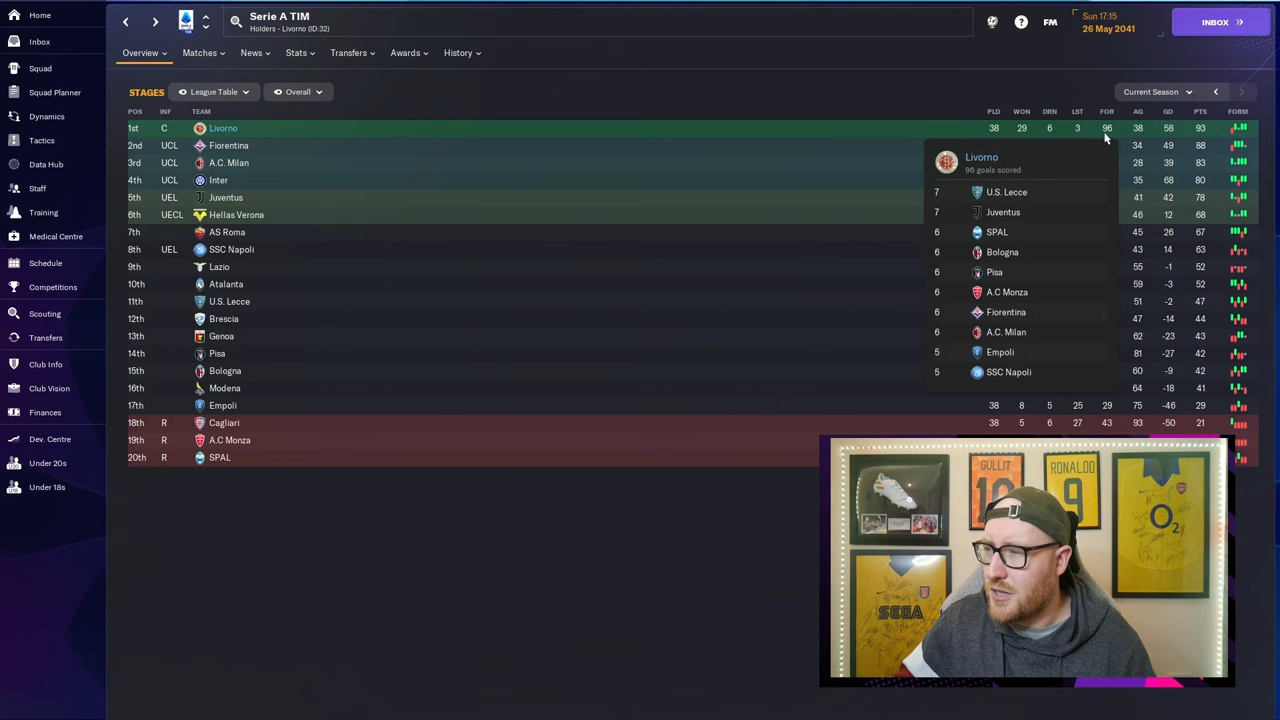 Home
Inbox
Squad
Squad Planner
Dynamics
Tactics
Data Hub
Staff
Training
Medical Centre
Schedule
Competitions
Scouting
Transfers
Club Info
Club Vision
Finances
Dev. Centre
Under 20s
Under 18s
Serie A TIM
Holders - Livorno (ID:32)
? FM
Sun 17:15
26 May 2041
INBOX
Overview Matches News Stats Transfers Awards History
STAGES League Table Overall Current Season
POS INF TEAM PLD WON DRN LST FOR AG GD PTS FORM
1st C Livorno 38 29 6 3 96 38 58 93
2nd UCL Fiorentina 34 49 88
3rd UCL A.C. Milan 28 39 83
4th UCL Inter 35 68 80
5th UEL Juventus 41 42 78
6th UECL Hellas Verona 46 12 68
7th AS Roma 45 26 67
8th UEL SSC Napoli 43 14 63
9th Lazio 55 -1 52
10th Atalanta 59 -3 52
11th U.S. Lecce 51 -2 47
12th Brescia 47 -14 44
13th Genoa 62 -23 43
14th Pisa 81 -27 42
15th Bologna 60 -9 42
16th Modena 64 -18 41
17th Empoli 38 8 5 25 29 75 -46 29
18th R Cagliari 38 5 6 27 43 93 -50 21
19th R A.C Monza
20th R SPAL
Livorno
96 goals scored
7 U.S. Lecce
7 Juventus
6 SPAL
6 Bologna
6 Pisa
6 A.C Monza
6 Fiorentina
6 A.C. Milan
5 Empoli
5 SSC Napoli
GULLIT
10
RONALDO
9
O2
SEGA